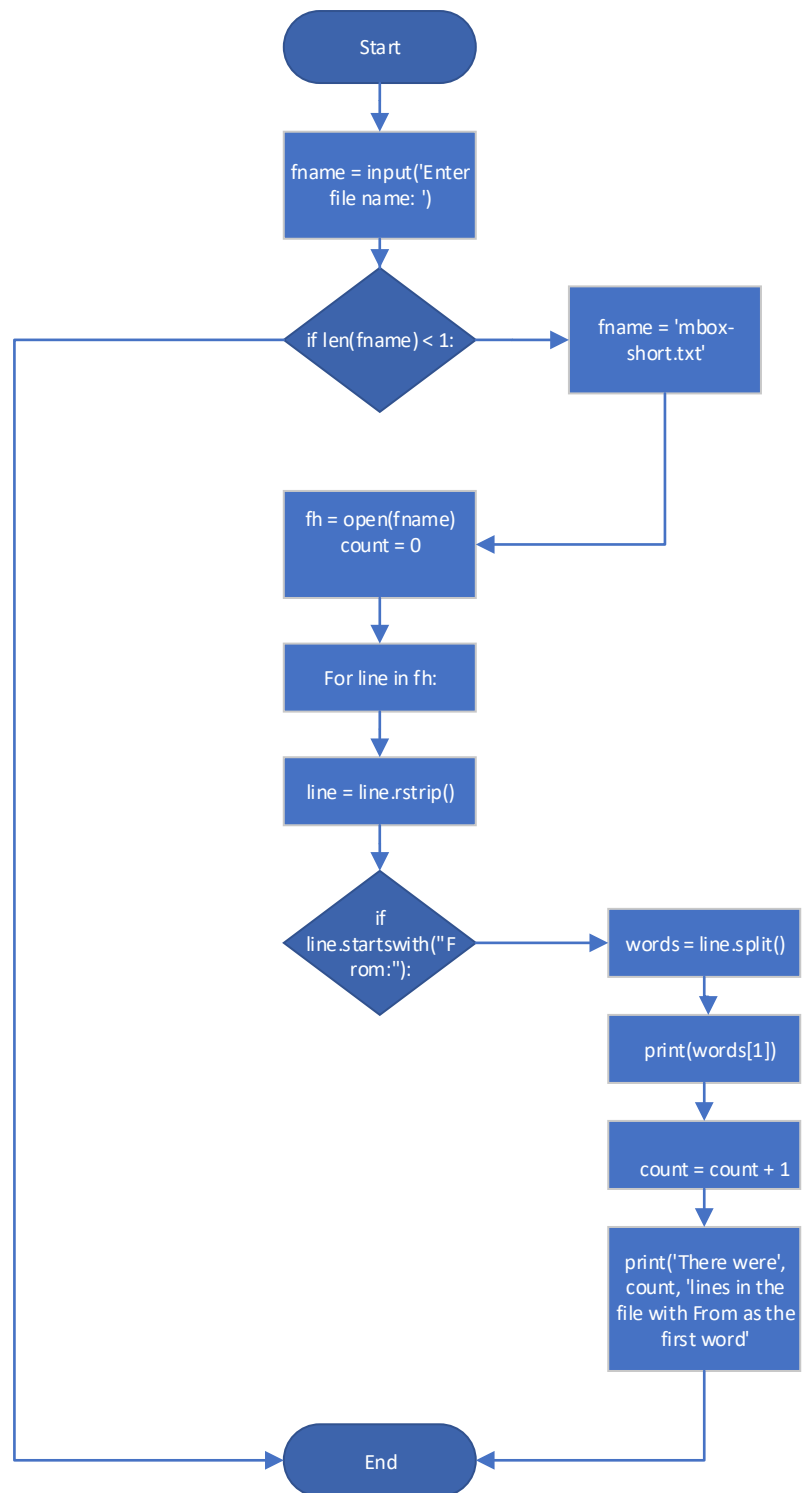 Start
fname = input('Enter
file name: ')
if len(fname) < 1:
fname = 'mbox-
short.txt'
fh = open(fname)
count = 0
For line in fh:
line = line.rstrip()
if
line.startswith("F
rom:"):
words = line.split()
print(words[1])
count = count + 1
print('There were',
count, 'lines in the
file with From as the
first word'
End